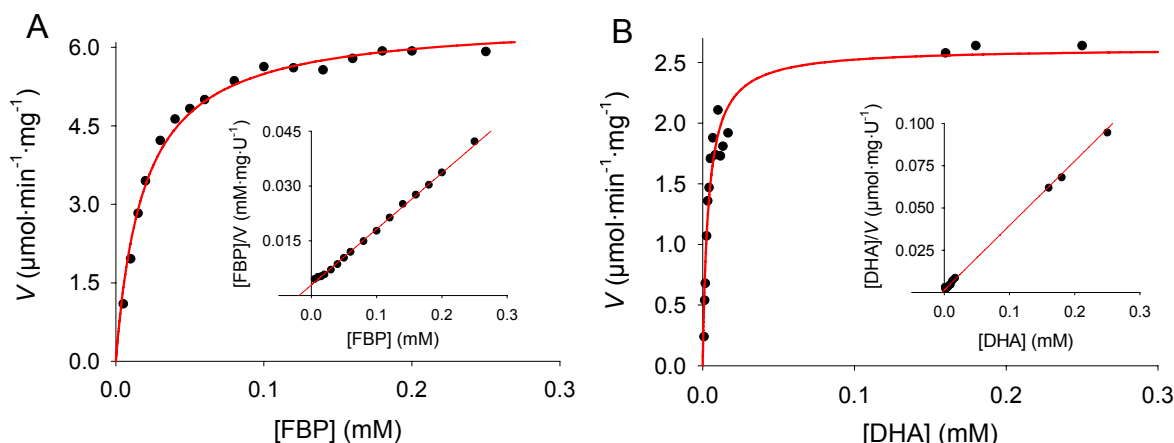 A
V (µmol·min⁻¹·mg⁻¹)
6.0
4.5
3.0
1.5
0.0
0.0 0.1 0.2 0.3
[FBP] (mM)
[FBP]/V (mM·mg·U⁻¹)
0.045
0.030
0.015
0.0 0.1 0.2 0.3
[FBP] (mM)
B
V (µmol·min⁻¹·mg⁻¹)
2.5
2.0
1.5
1.0
0.5
0.0
0.0 0.1 0.2 0.3
[DHA] (mM)
[DHA]/V (µmol·mg·U⁻¹)
0.100
0.075
0.050
0.025
0.0 0.1 0.2 0.3
[DHA] (mM)